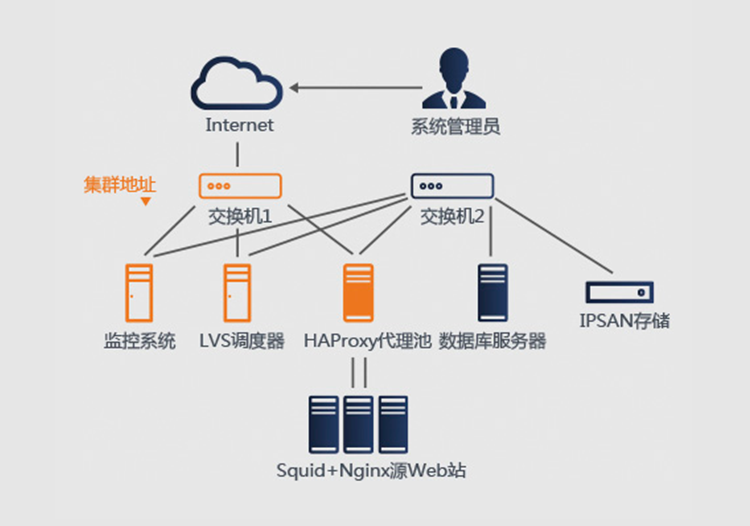 Internet
系统管理员
集群地址
交换机1
交换机2
监控系统
LVS调度器
HAProxy代理池
数据库服务器
IPSAN存储
Squid+Nginx源Web站